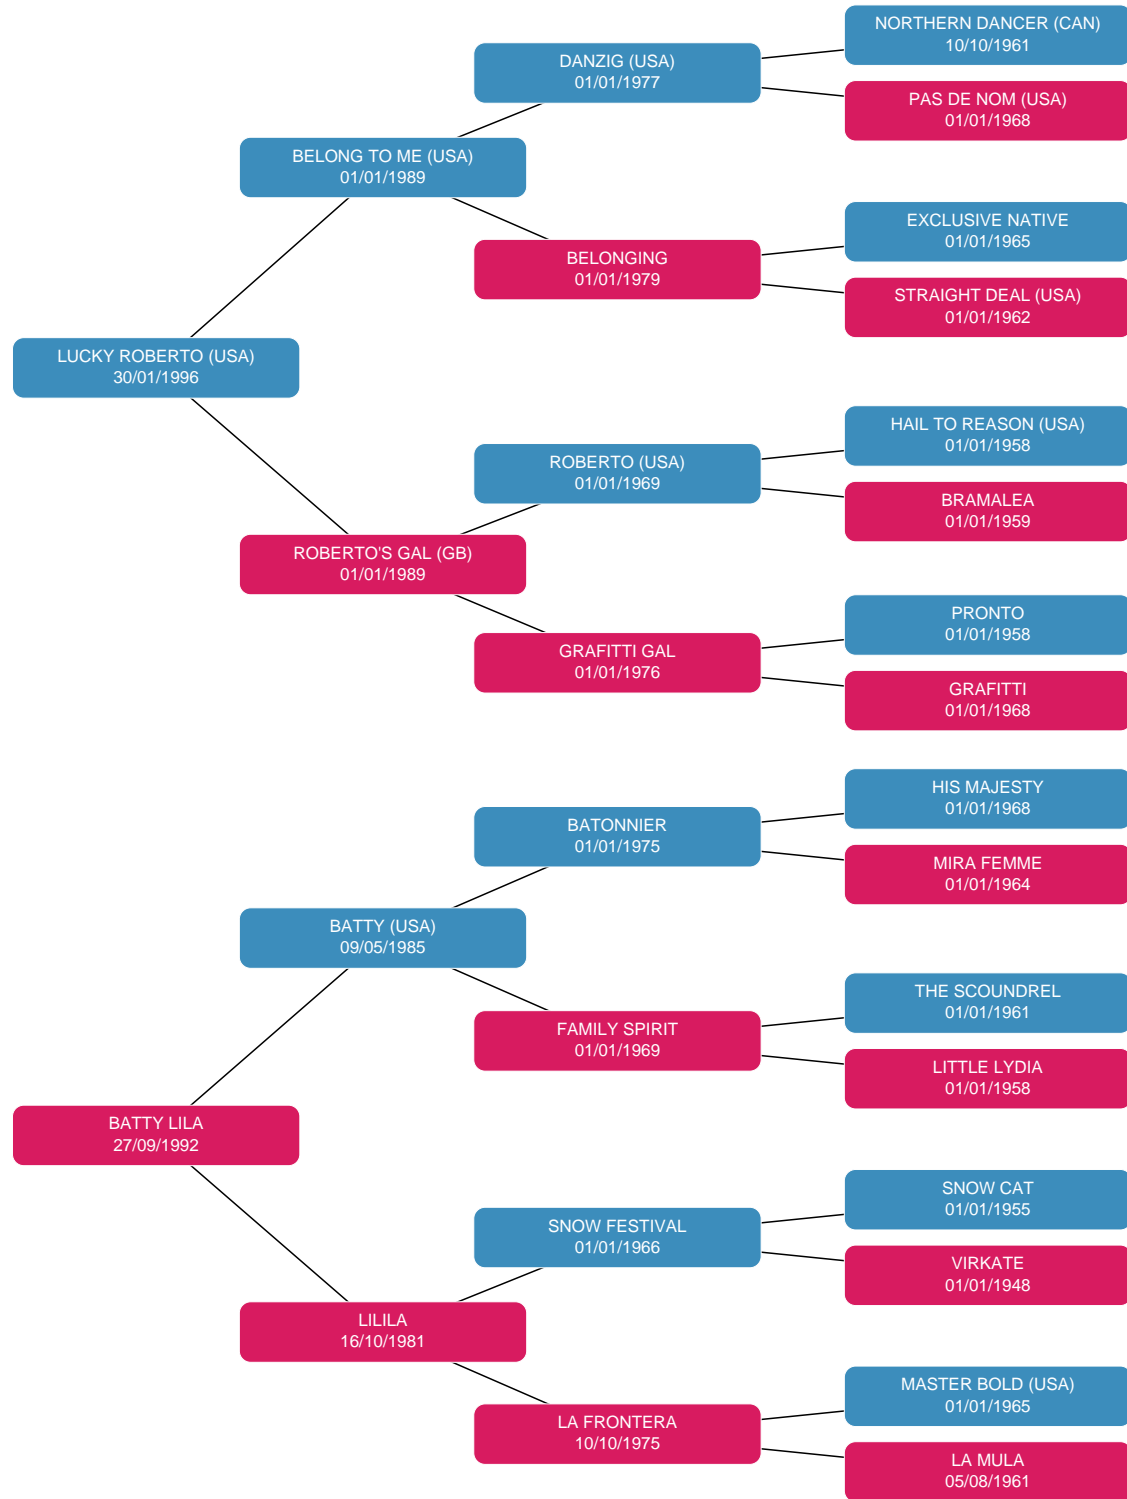 NORTHERN DANCER (CAN)
10/10/1961
DANZIG (USA)
01/01/1977
PAS DE NOM (USA)
01/01/1968
BELONG TO ME (USA)
01/01/1989
EXCLUSIVE NATIVE
01/01/1965
BELONGING
01/01/1979
STRAIGHT DEAL (USA)
01/01/1962
LUCKY ROBERTO (USA)
30/01/1996
HAIL TO REASON (USA)
01/01/1958
ROBERTO (USA)
01/01/1969
BRAMALEA
01/01/1959
ROBERTO'S GAL (GB)
01/01/1989
PRONTO
01/01/1958
GRAFITTI GAL
01/01/1976
GRAFITTI
01/01/1968
HIS MAJESTY
01/01/1968
BATONNIER
01/01/1975
MIRA FEMME
01/01/1964
BATTY (USA)
09/05/1985
THE SCOUNDREL
01/01/1961
FAMILY SPIRIT
01/01/1969
LITTLE LYDIA
01/01/1958
BATTY LILA
27/09/1992
SNOW CAT
01/01/1955
SNOW FESTIVAL
01/01/1966
VIRKATE
01/01/1948
LILILA
16/10/1981
MASTER BOLD (USA)
01/01/1965
LA FRONTERA
10/10/1975
LA MULA
05/08/1961